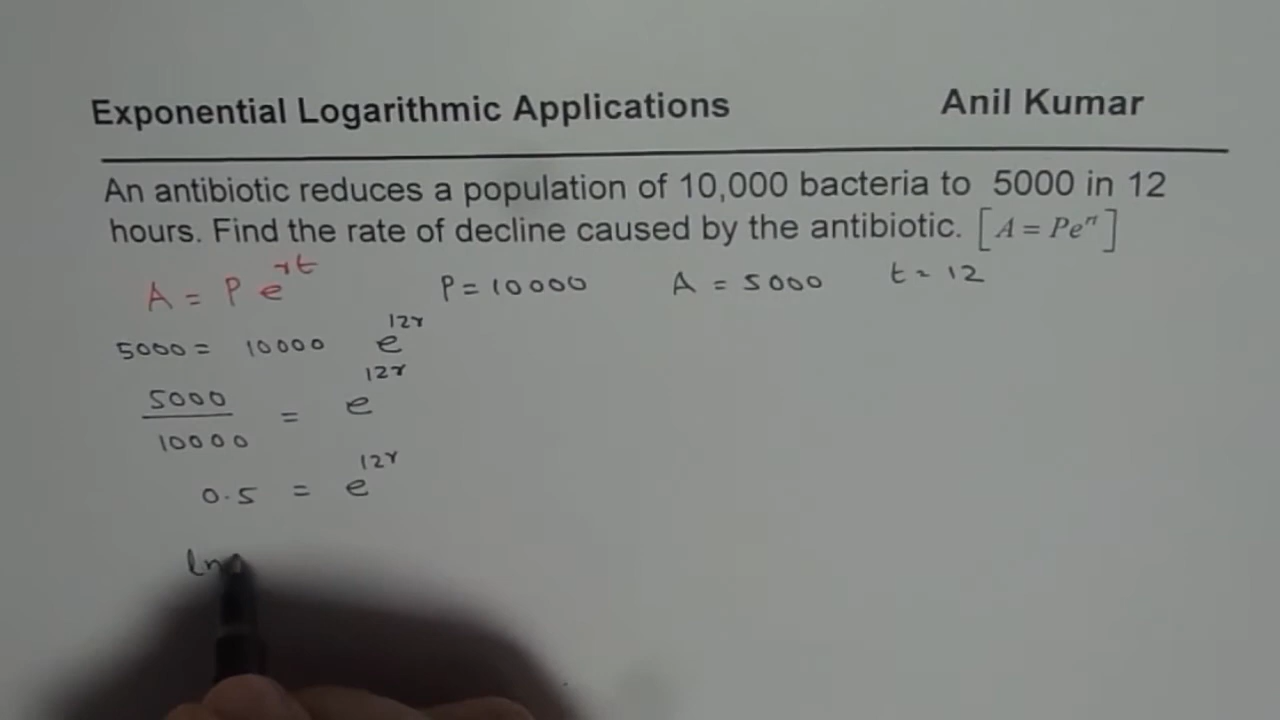 Exponential Logarithmic Applications Anil Kumar
An antibiotic reduces a population of 10,000 bacteria to 5000 in 12
hours. Find the rate of decline caused by the antibiotic. [A = Pe^rt]
A = P e^rt P = 10000 A = 5000 t = 12
5000 = 10000 e^12r
5000/10000 = e^12r
0.5 = e^12r
ln